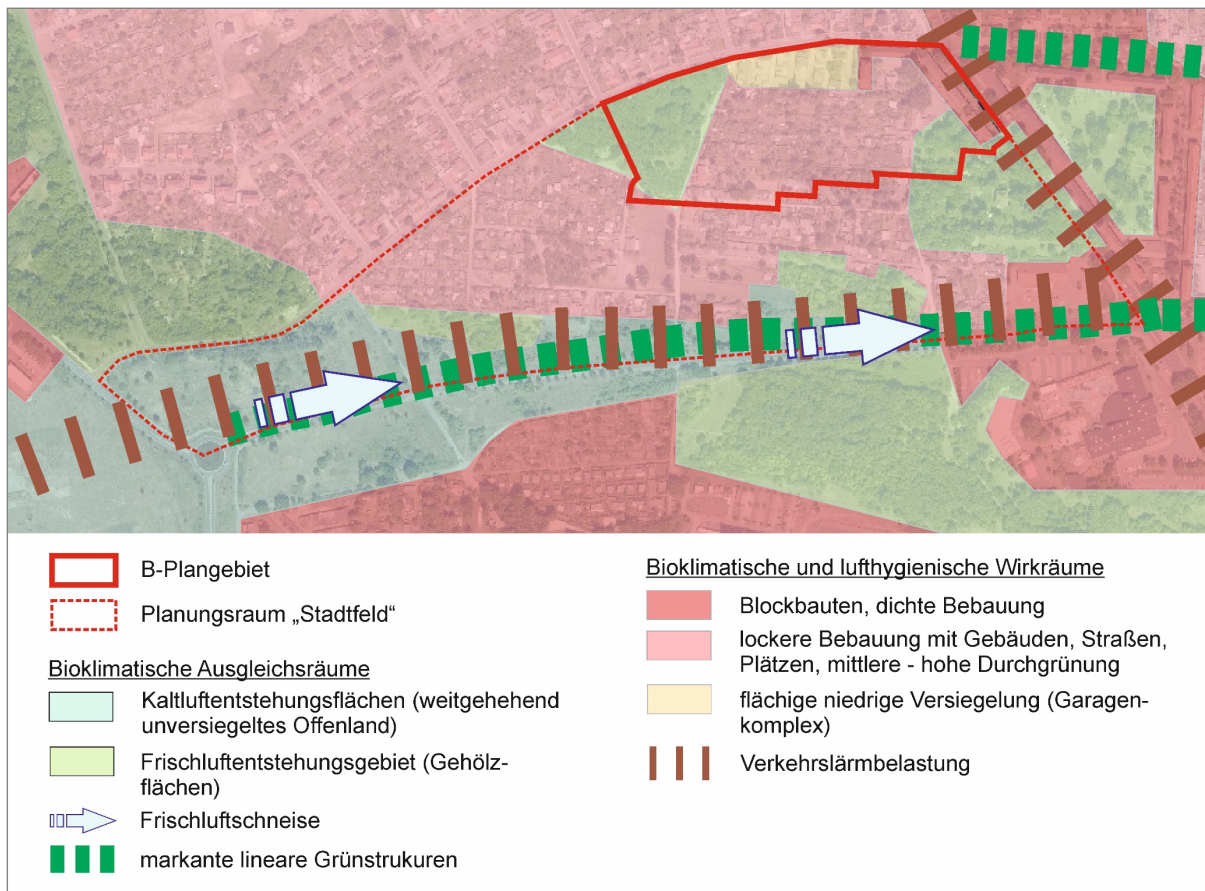 B-Plangebiet
Planungsraum „Stadtfeld“
Bioklimatische Ausgleichsräume
Kaltluftentstehungsflächen (weitgehehend
unversiegeltes Offenland)
Frischluftentstehungsgebiet (Gehölz-
flächen)
Frischluftschneise
markante lineare Grünstrukuren
Bioklimatische und lufthygienische Wirkräume
Blockbauten, dichte Bebauung
lockere Bebauung mit Gebäuden, Straßen,
Plätzen, mittlere - hohe Durchgrünung
flächige niedrige Versiegelung (Garagen-
komplex)
Verkehrslärmbelastung